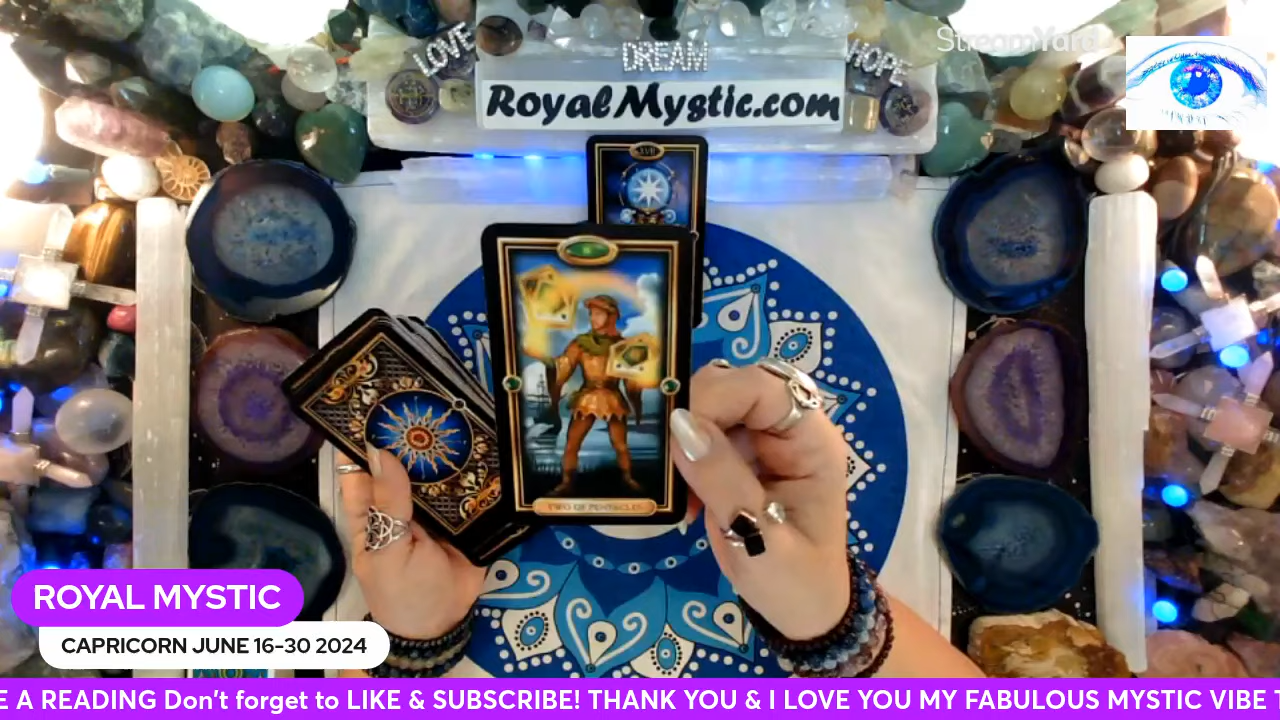 StreamYard
LOVE
DREAM
HOPE
RoyalMystic.com
XVII
TWO OF PENTACLES
ROYAL MYSTIC
CAPRICORN JUNE 16-30 2024
E A READING Don't forget to LIKE & SUBSCRIBE! THANK YOU & I LOVE YOU MY FABULOUS MYSTIC VIBE T